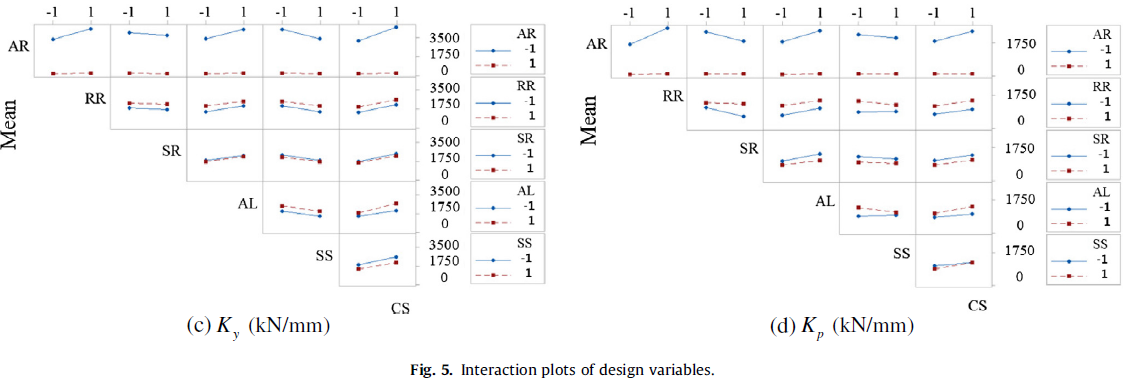 -1 1 -1 1 -1 1 -1 1 -1 1
AR 3500 1750 0 AR -1 1
RR 3500 1750 0 RR -1 1
Mean
SR 3500 1750 0 SR -1 1
AL 3500 1750 0 AL -1 1
SS 3500 1750 0 SS -1 1
CS
(c) K_y (kN/mm)
-1 1 -1 1 -1 1 -1 1 -1 1
AR 1750 0 AR -1 1
RR 1750 0 RR -1 1
Mean
SR 1750 0 SR -1 1
AL 1750 0 AL -1 1
SS 1750 0 SS -1 1
CS
(d) K_p (kN/mm)
Fig. 5. Interaction plots of design variables.